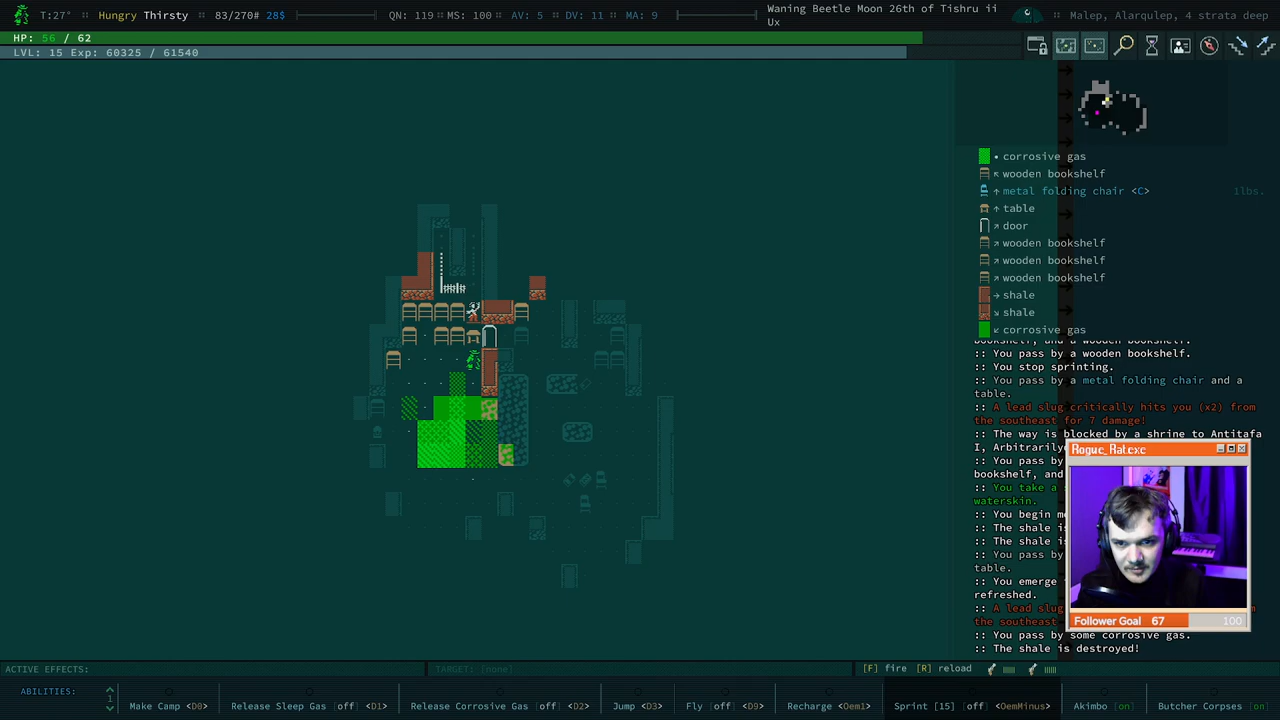 T:27° :: Hungry Thirsty :: 83/270# 28$ QN: 119 :: MS: 100 :: AV: 5 :: DV: 11 :: MA: 9 Waning Beetle Moon 26th of Tishru ii Ux :: Malep, Alarqulep, 4 strata deep
HP: 56 / 62
LVL: 15 Exp: 60325 / 61540
corrosive gas
wooden bookshelf
metal folding chair <C> 1lbs.
table
door
wooden bookshelf
wooden bookshelf
wooden bookshelf
shale
shale
corrosive gas
bookshelf, and a wooden bookshelf.
:: You pass by a wooden bookshelf.
:: You stop sprinting.
:: You pass by a metal folding chair and a
table.
:: A lead slug critically hits you (x2) from
the southeast for 7 damage!
:: The way is blocked by a shrine to Antitafa
I, Arbitrarily
:: You pass by
bookshelf, and
:: You take a
waterskin.
:: You begin
:: The shale is
:: The shale is
:: You pass by
table.
:: You emerge
refreshed.
:: A lead slug
the southeast
:: You pass by some corrosive gas.
:: The shale is destroyed!
Rogue_Rat.exe
Follower Goal 67 100
ACTIVE EFFECTS: TARGET: [none] [F] fire [R] reload
ABILITIES: 1 Make Camp <D0> Release Sleep Gas [off] <D1> Release Corrosive Gas [off] <D2> Jump <D3> Fly [off] <D9> Recharge <Oem1> Sprint [15] [off] <OemMinus> Akimbo [on] Butcher Corpses [on]